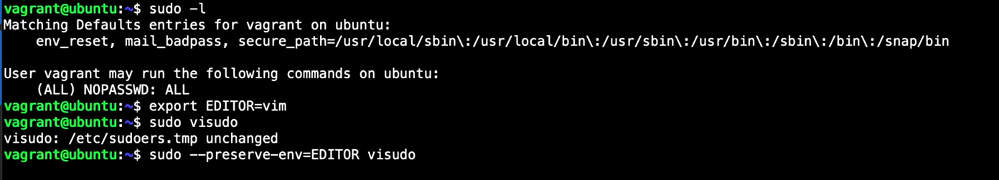 vagrant@ubuntu:~$ sudo -l
Matching Defaults entries for vagrant on ubuntu:
    env_reset, mail_badpass, secure_path=/usr/local/sbin\:/usr/local/bin\:/usr/sbin\:/usr/bin\:/sbin\:/bin\:/snap/bin

User vagrant may run the following commands on ubuntu:
    (ALL) NOPASSWD: ALL
vagrant@ubuntu:~$ export EDITOR=vim
vagrant@ubuntu:~$ sudo visudo
visudo: /etc/sudoers.tmp unchanged
vagrant@ubuntu:~$ sudo --preserve-env=EDITOR visudo